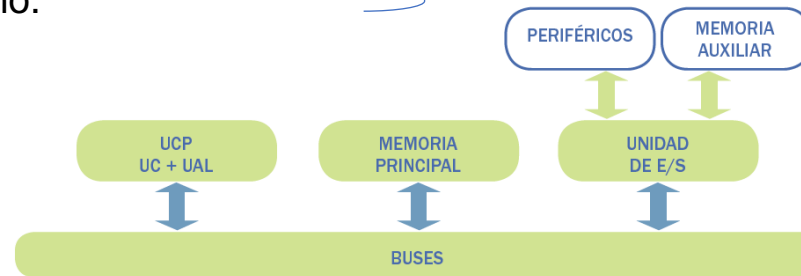 PERIFÉRICOS
MEMORIA
AUXILIAR
UCP
UC + UAL
MEMORIA
PRINCIPAL
UNIDAD
DE E/S
BUSES